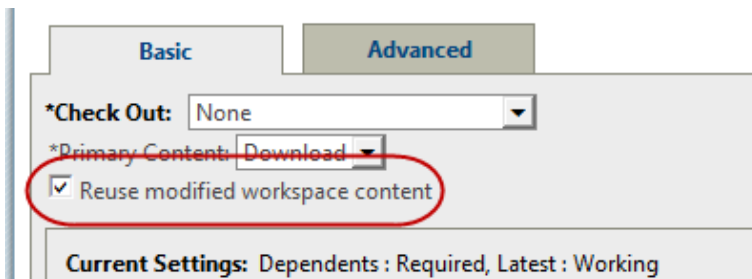 Basic Advanced
*Check Out: None
*Primary Content: Download
Reuse modified workspace content
Current Settings: Dependents : Required, Latest : Working